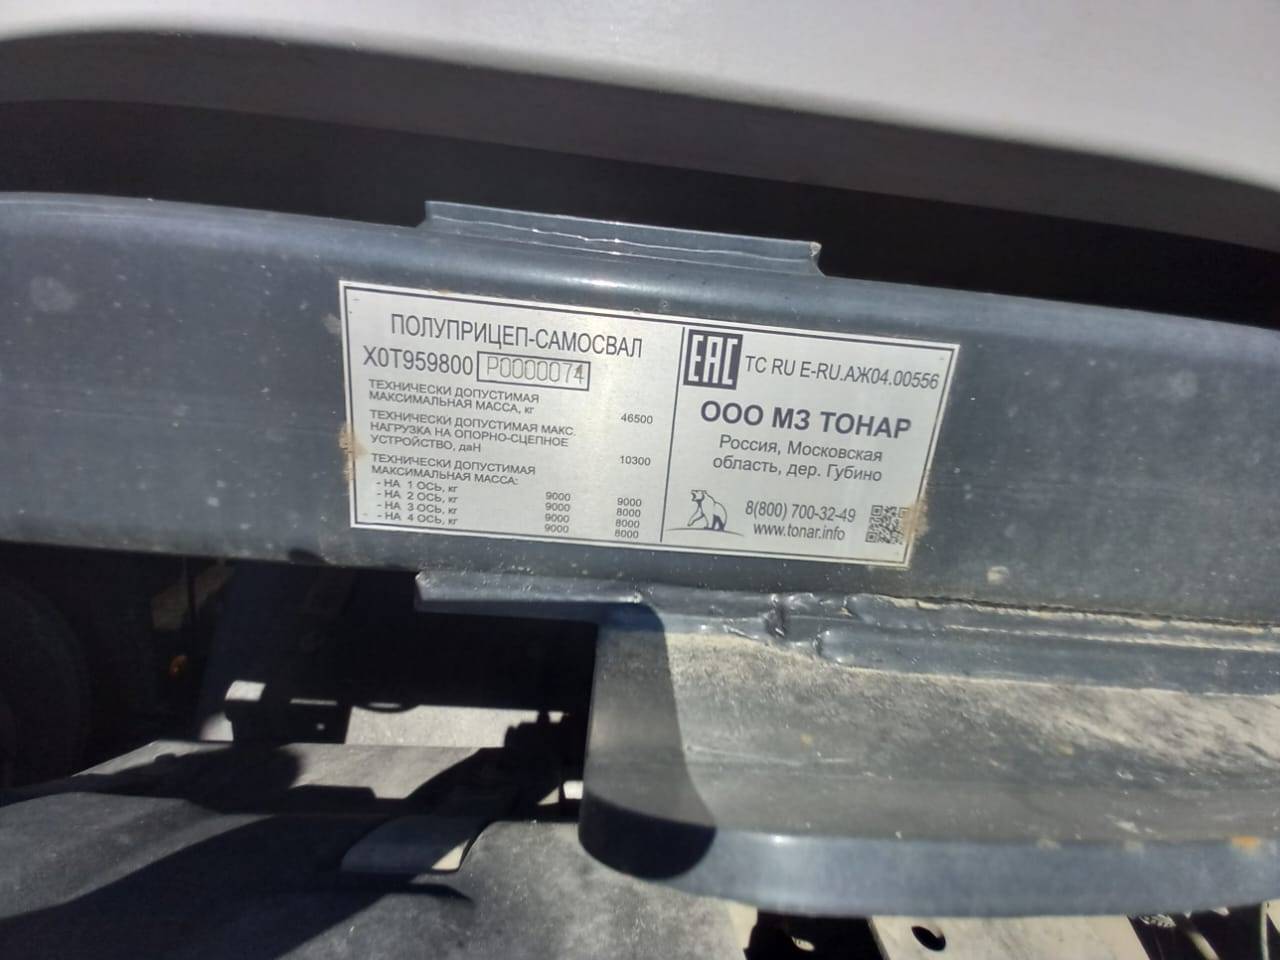 ПОЛУПРИЦЕП-САМОСВАЛ
X0T959800 P0000074
ТЕХНИЧЕСКИ ДОПУСТИМАЯ
МАКСИМАЛЬНАЯ МАССА, кг 46500
ТЕХНИЧЕСКИ ДОПУСТИМАЯ МАКС.
НАГРУЗКА НА ОПОРНО-СЦЕПНОЕ
УСТРОЙСТВО, даН 10300
ТЕХНИЧЕСКИ ДОПУСТИМАЯ
МАКСИМАЛЬНАЯ МАССА:
- НА 1 ОСЬ, кг 9000 9000
- НА 2 ОСЬ, кг 9000 8000
- НА 3 ОСЬ, кг 9000 8000
- НА 4 ОСЬ, кг 9000 8000
EAC TC RU E-RU.АЖ04.00556
ООО МЗ ТОНАР
Россия, Московская
область, дер. Губино
8(800) 700-32-49
www.tonar.info